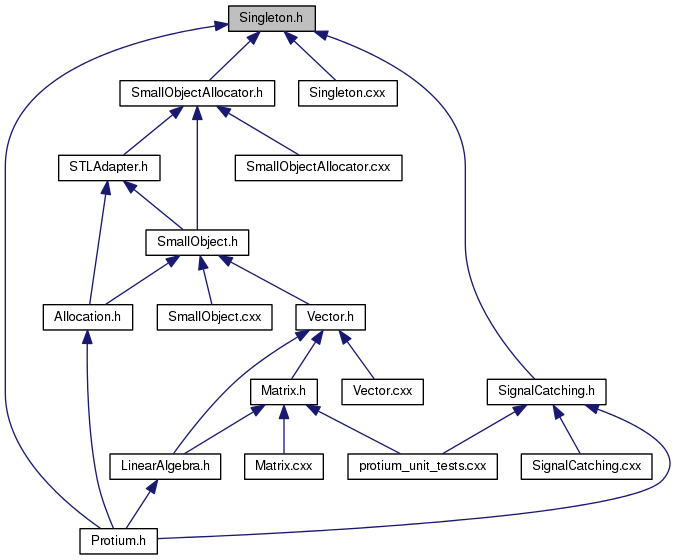 Singleton.h
SmallObjectAllocator.h
Singleton.cxx
STLAdapter.h
SmallObjectAllocator.cxx
SmallObject.h
Allocation.h
SmallObject.cxx
Vector.h
Matrix.h
Vector.cxx
SignalCatching.h
LinearAlgebra.h
Matrix.cxx
protium_unit_tests.cxx
SignalCatching.cxx
Protium.h